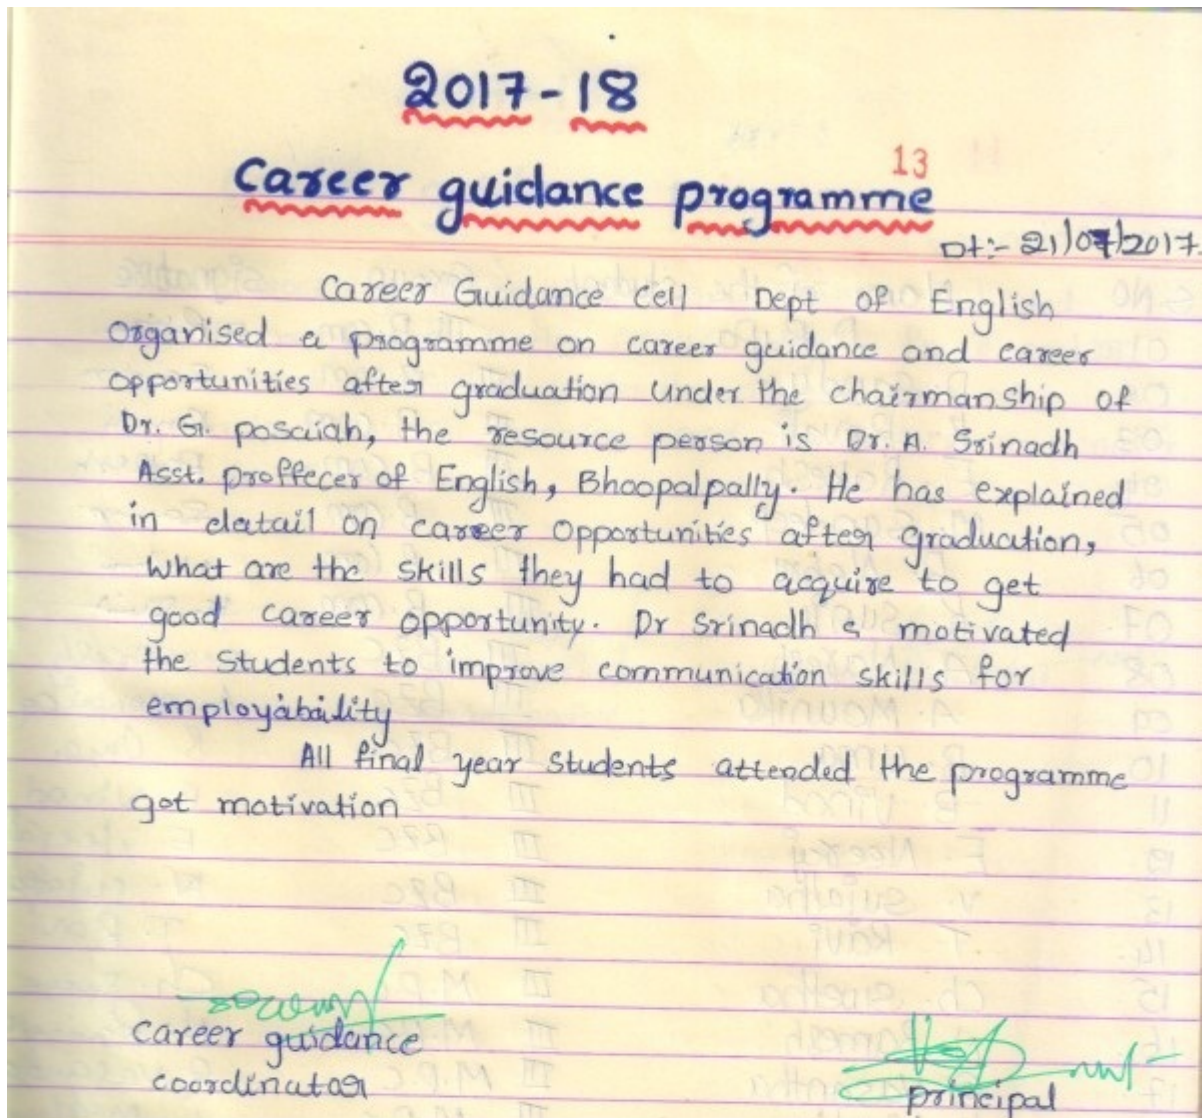 2017-18
13
Career guidance programme
Dt:- 21/07/2017.
Career Guidance Cell Dept of English
organised a programme on career guidance and career
opportunities after graduation under the chairmanship of
Dr. G. posaiah, the resource person is Dr. A. Srinadh
Asst. proffecer of English, Bhoopalpally. He has explained
in datail on career opportunities after graduation,
what are the skills they had to acquire to get
good career opportunity. Dr Srinadh s motivated
the students to improve communication skills for
employability
All final year students attended the programme
got motivation
career guidance
coordinator
principal